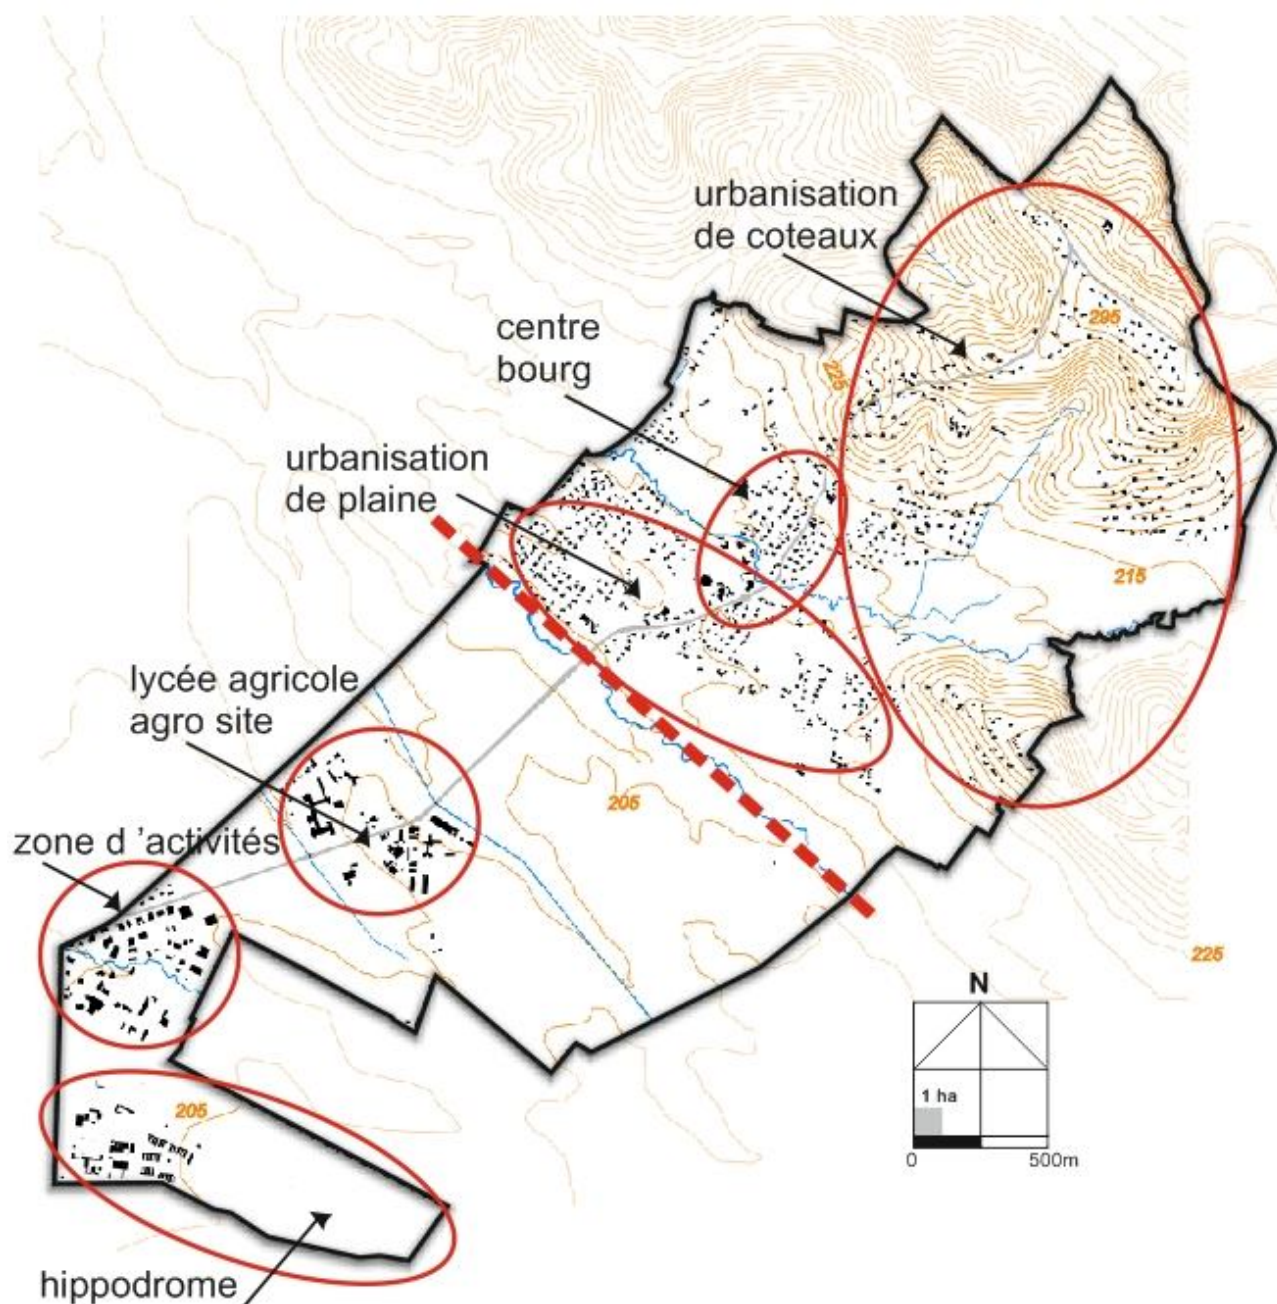 urbanisation
de coteaux
295
centre
bourg
225
urbanisation
de plaine
215
lycée agricole
agro site
205
zone d 'activités
225
N
1 ha
205
0
500m
hippodrome